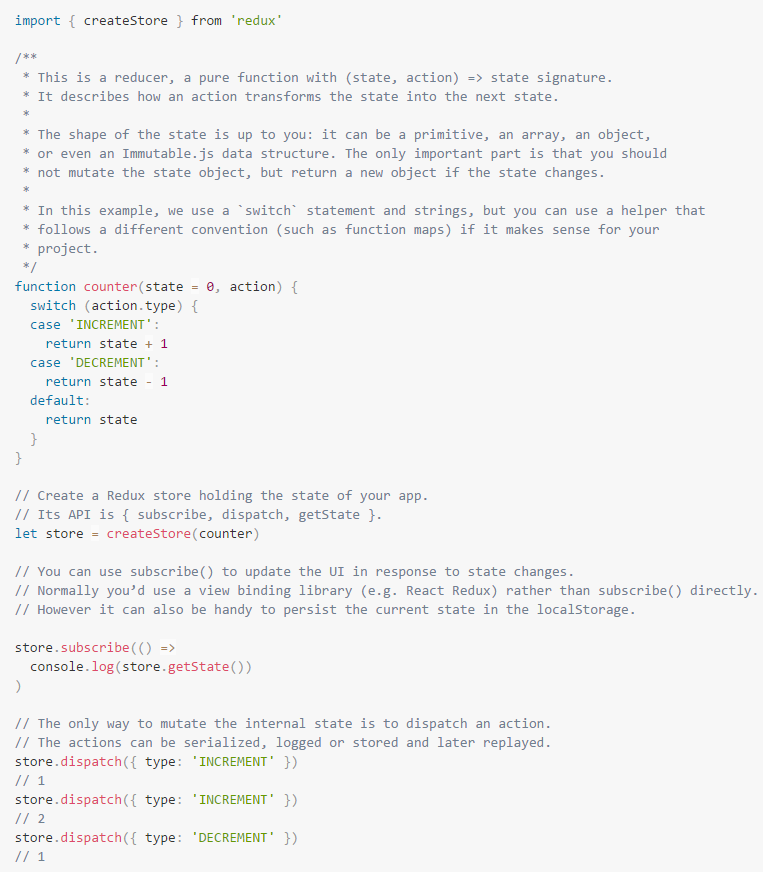 import { createStore } from 'redux'

/**
 * This is a reducer, a pure function with (state, action) => state signature.
 * It describes how an action transforms the state into the next state.
 *
 * The shape of the state is up to you: it can be a primitive, an array, an object,
 * or even an Immutable.js data structure. The only important part is that you should
 * not mutate the state object, but return a new object if the state changes.
 *
 * In this example, we use a `switch` statement and strings, but you can use a helper that
 * follows a different convention (such as function maps) if it makes sense for your
 * project.
 */
function counter(state = 0, action) {
  switch (action.type) {
  case 'INCREMENT':
    return state + 1
  case 'DECREMENT':
    return state - 1
  default:
    return state
  }
}

// Create a Redux store holding the state of your app.
// Its API is { subscribe, dispatch, getState }.
let store = createStore(counter)

// You can use subscribe() to update the UI in response to state changes.
// Normally you’d use a view binding library (e.g. React Redux) rather than subscribe() directly.
// However it can also be handy to persist the current state in the localStorage.

store.subscribe(() =>
  console.log(store.getState())
)

// The only way to mutate the internal state is to dispatch an action.
// The actions can be serialized, logged or stored and later replayed.
store.dispatch({ type: 'INCREMENT' })
// 1
store.dispatch({ type: 'INCREMENT' })
// 2
store.dispatch({ type: 'DECREMENT' })
// 1